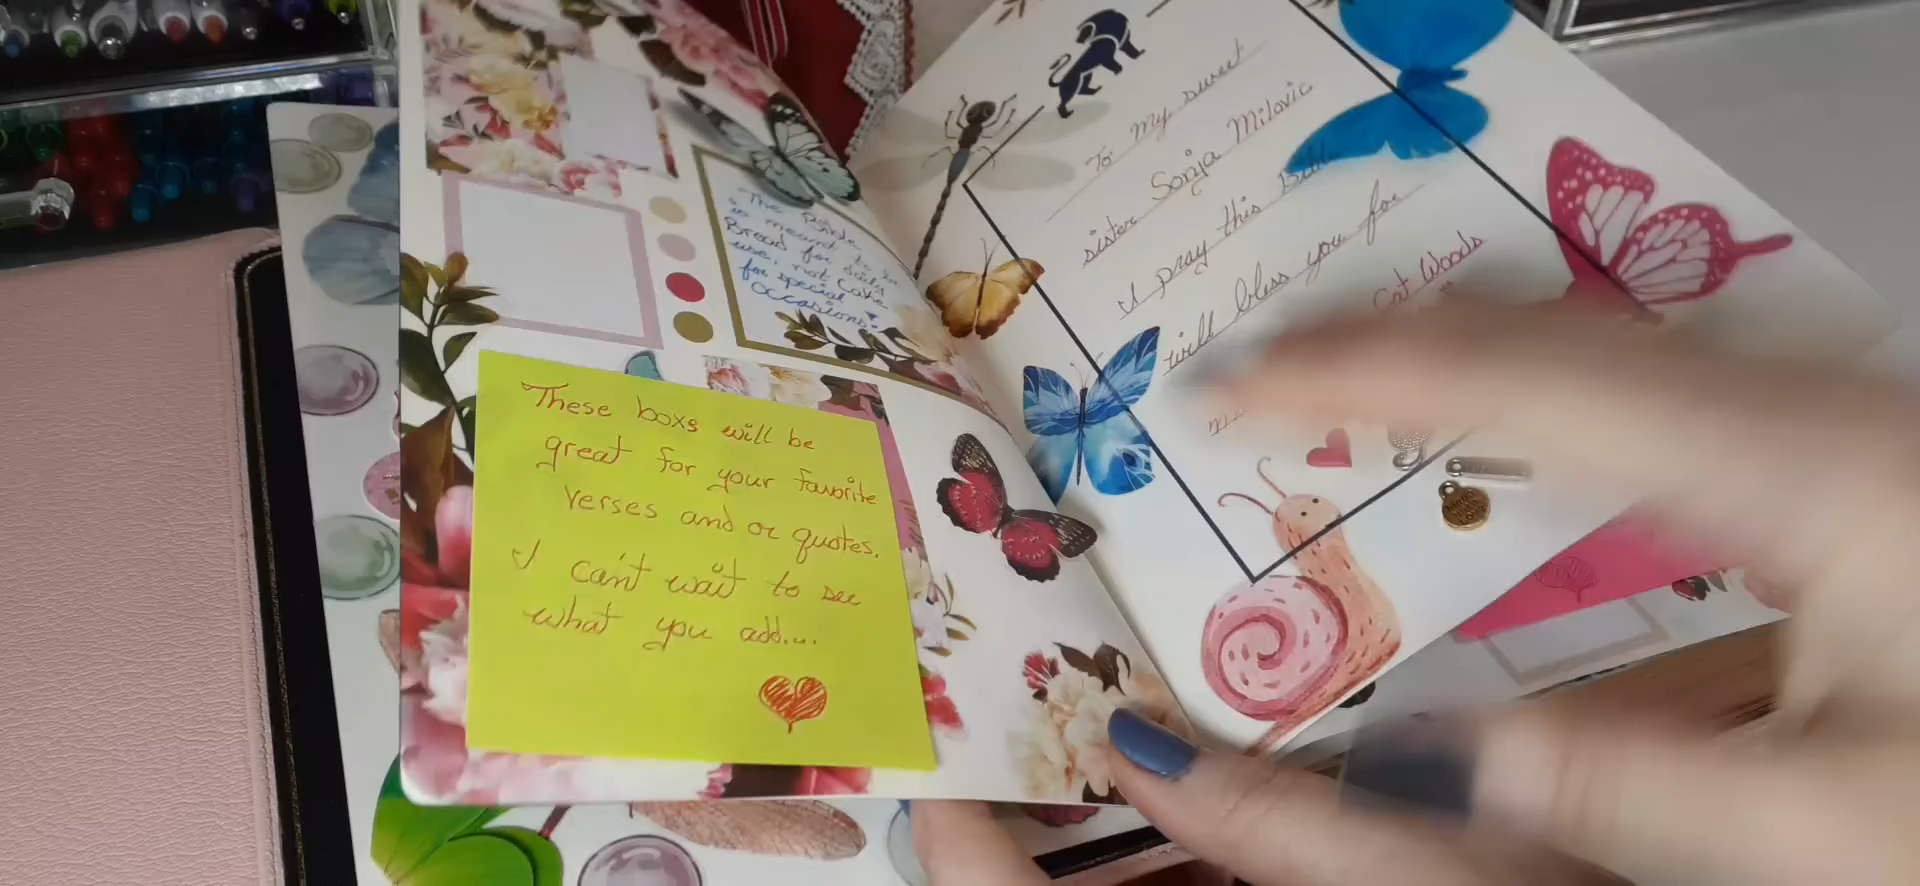 The Bible
is meant to be
Bread for daily
use, not cake
for special
occasions!
These boxs will be
great for your favorite
verses and or quotes.
I can't wait to see
what you add...
To My sweet
sister Sonja Milovic
I pray this
will bless you for
Cat Woods